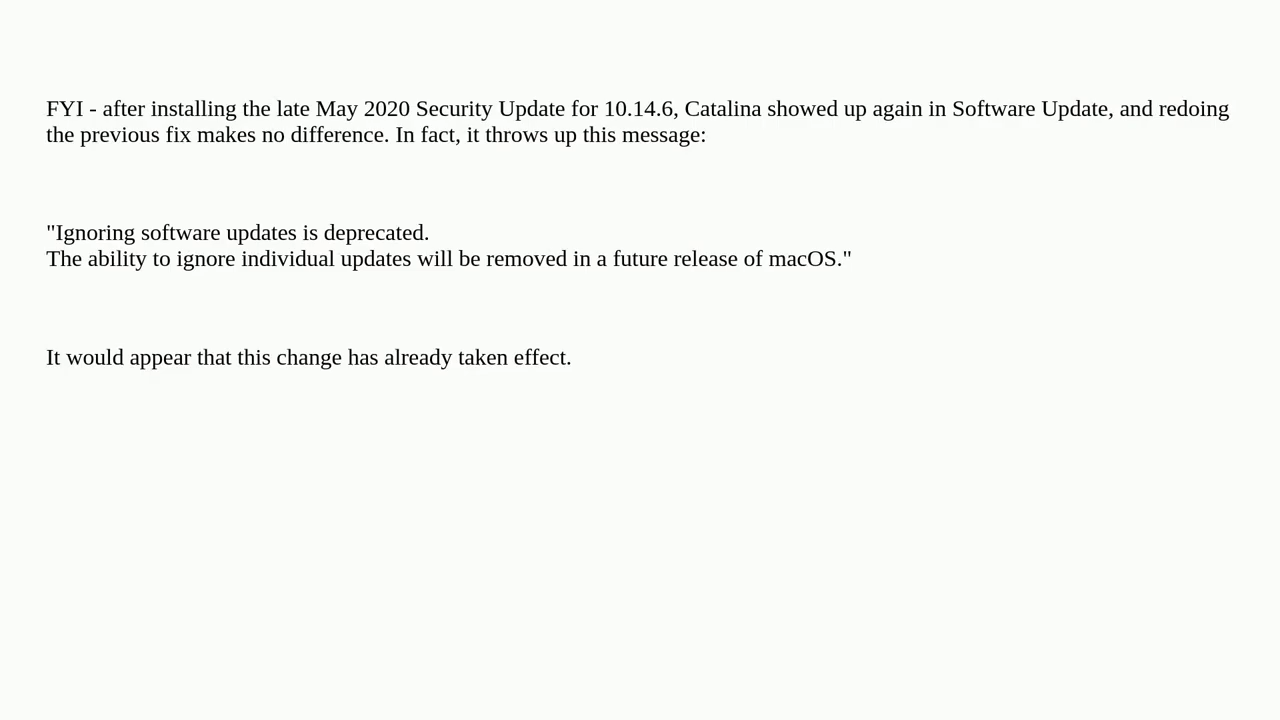 FYI - after installing the late May 2020 Security Update for 10.14.6, Catalina showed up again in Software Update, and redoing
the previous fix makes no difference. In fact, it throws up this message:
"Ignoring software updates is deprecated.
The ability to ignore individual updates will be removed in a future release of macOS."
It would appear that this change has already taken effect.